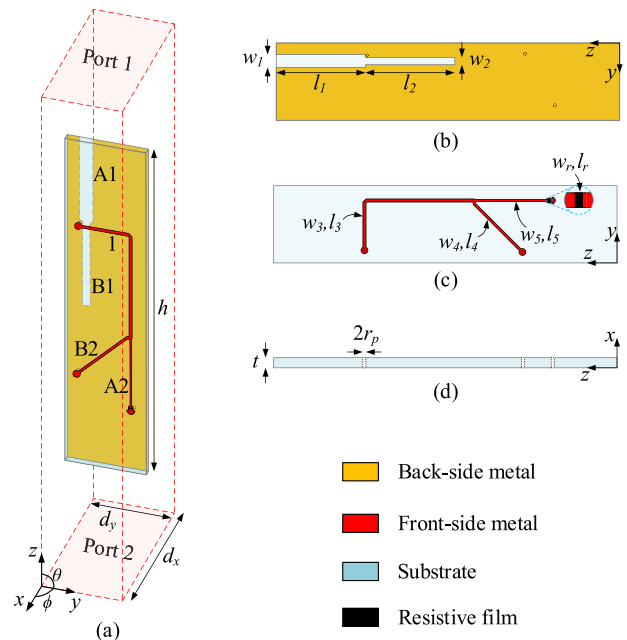 Port 1
A1
1
B1
h
B2
A2
d_y
Port 2
d_x
z
θ
x
ϕ
y
(a)
w_1
l_1
l_2
w_2
z
y
(b)
w_r,l_r
w_3,l_3
w_4,l_4
w_5,l_5
y
z
(c)
2r_p
x
t
z
(d)
Back-side metal
Front-side metal
Substrate
Resistive film